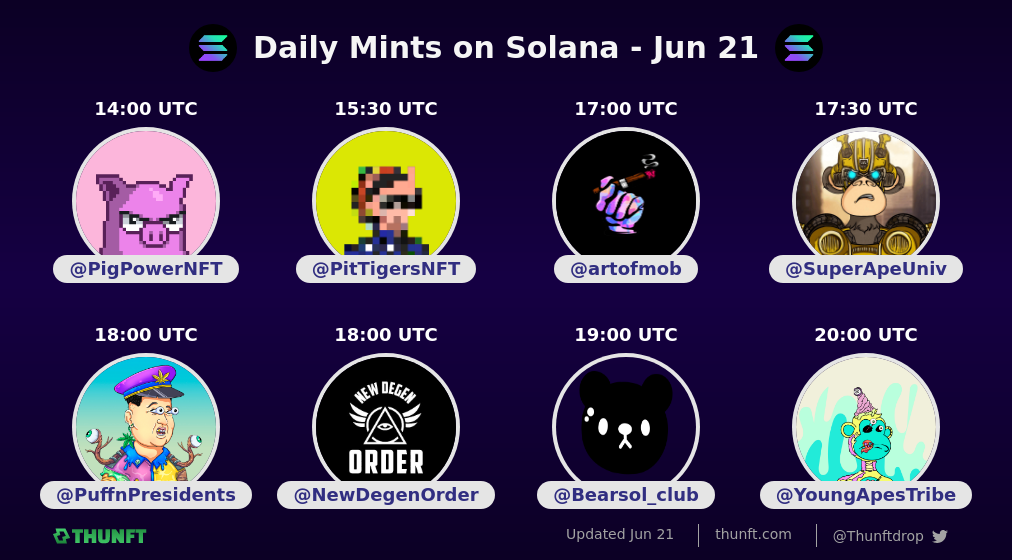 Daily Mints on Solana - Jun 21
14:00 UTC
15:30 UTC
17:00 UTC
17:30 UTC
@PigPowerNFT
@PitTigersNFT
@artofmob
@SuperApeUniv
18:00 UTC
18:00 UTC
19:00 UTC
20:00 UTC
NEW DEGEN
ORDER
@PuffnPresidents
@NewDegenOrder
@Bearsol_club
@YoungApesTribe
THUNFT
Updated Jun 21
thunft.com
@Thunftdrop